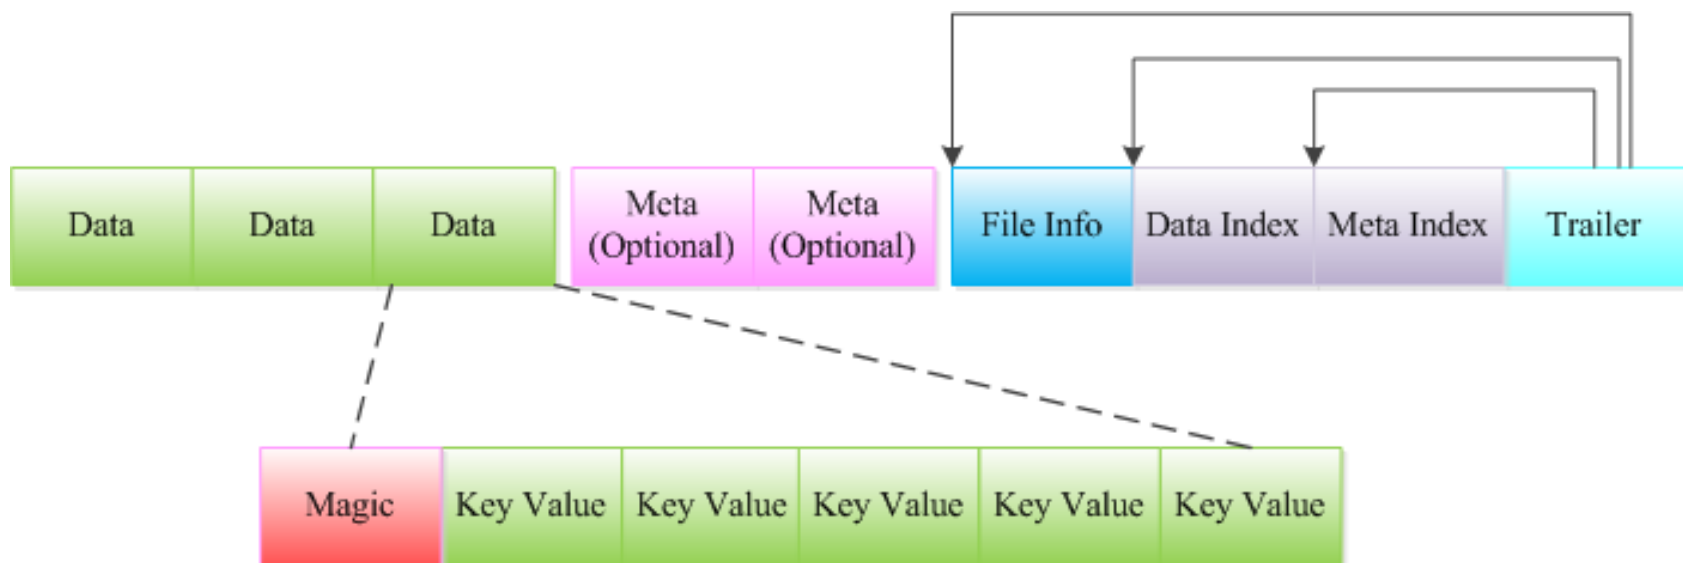 Data
Data
Data
Meta
(Optional)
Meta
(Optional)
File Info
Data Index
Meta Index
Trailer
Magic
Key Value
Key Value
Key Value
Key Value
Key Value